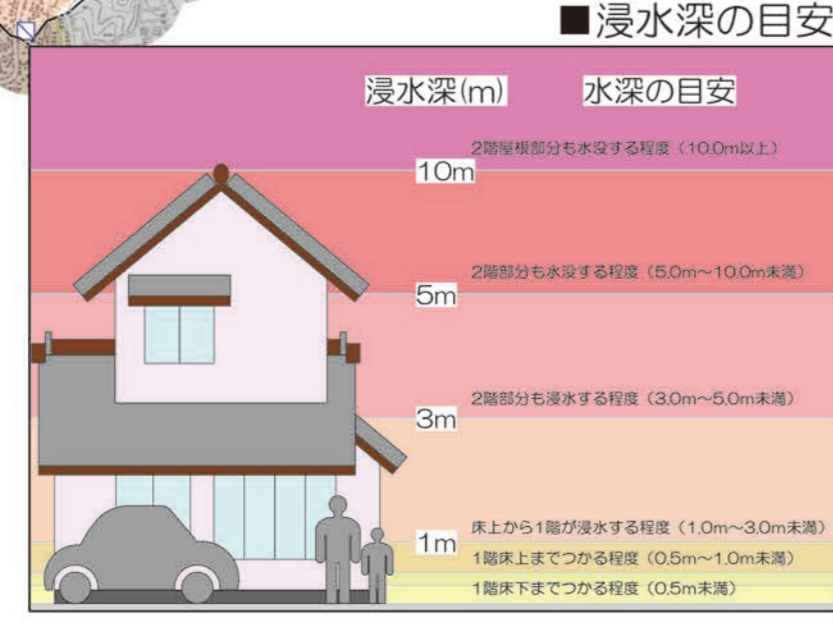 ■浸水深の目安
浸水深(m) 水深の目安
2階屋根部分も水没する程度（10.0m以上）
10m
2階部分も水没する程度（5.0m～10.0m未満）
5m
2階部分も浸水する程度（3.0m～5.0m未満）
3m
床上から1階が浸水する程度（1.0m～3.0m未満）
1m
1階床上までつかる程度（0.5m～1.0m未満）
1階床下までつかる程度（0.5m未満）